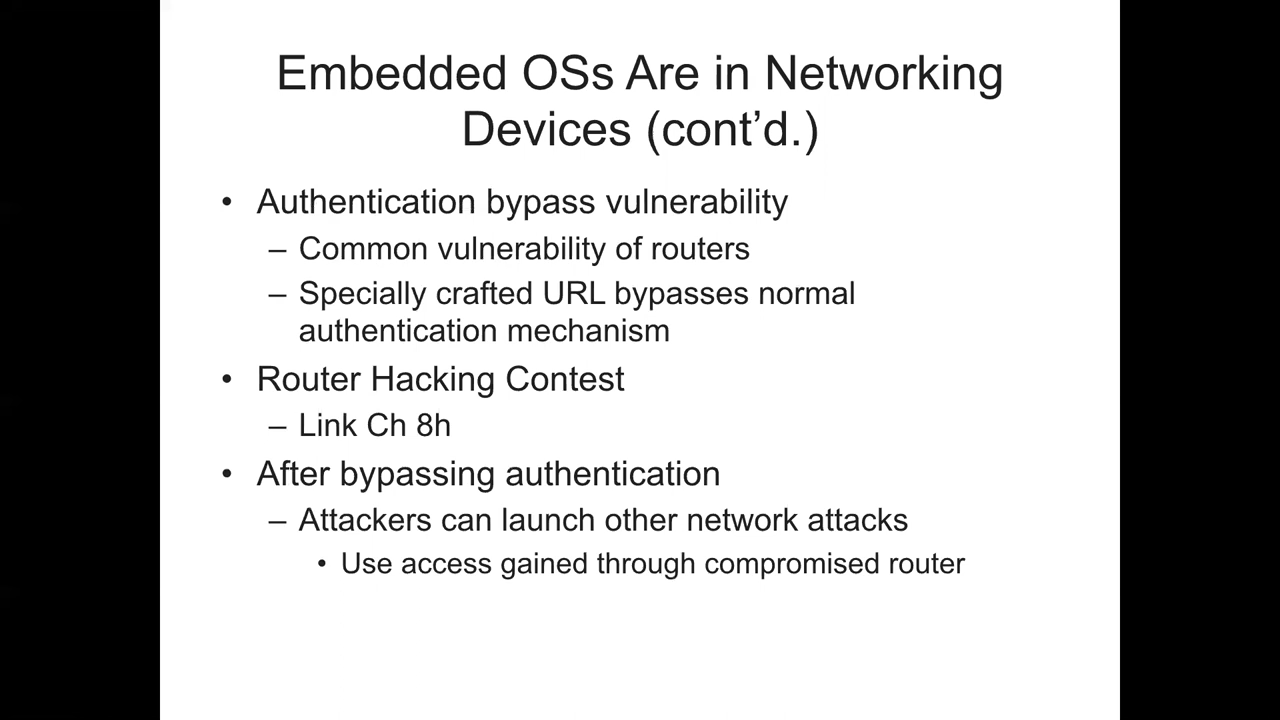 Embedded OSs Are in Networking
Devices (cont’d.)
• Authentication bypass vulnerability
– Common vulnerability of routers
– Specially crafted URL bypasses normal
authentication mechanism
• Router Hacking Contest
– Link Ch 8h
• After bypassing authentication
– Attackers can launch other network attacks
• Use access gained through compromised router